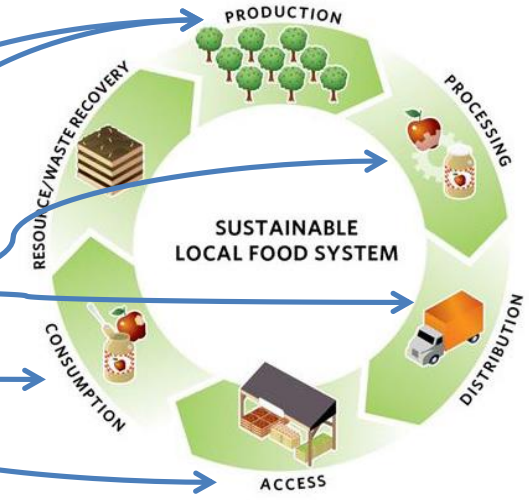 PRODUCTION
PROCESSING
DISTRIBUTION
ACCESS
CONSUMPTION
RESOURCE/WASTE RECOVERY
SUSTAINABLE
LOCAL FOOD SYSTEM